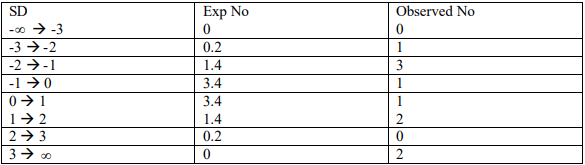 SD Exp No Observed No
-∞ → -3 0 0
-3 → -2 0.2 1
-2 → -1 1.4 3
-1 → 0 3.4 1
0 → 1 3.4 1
1 → 2 1.4 2
2 → 3 0.2 0
3 → ∞ 0 2